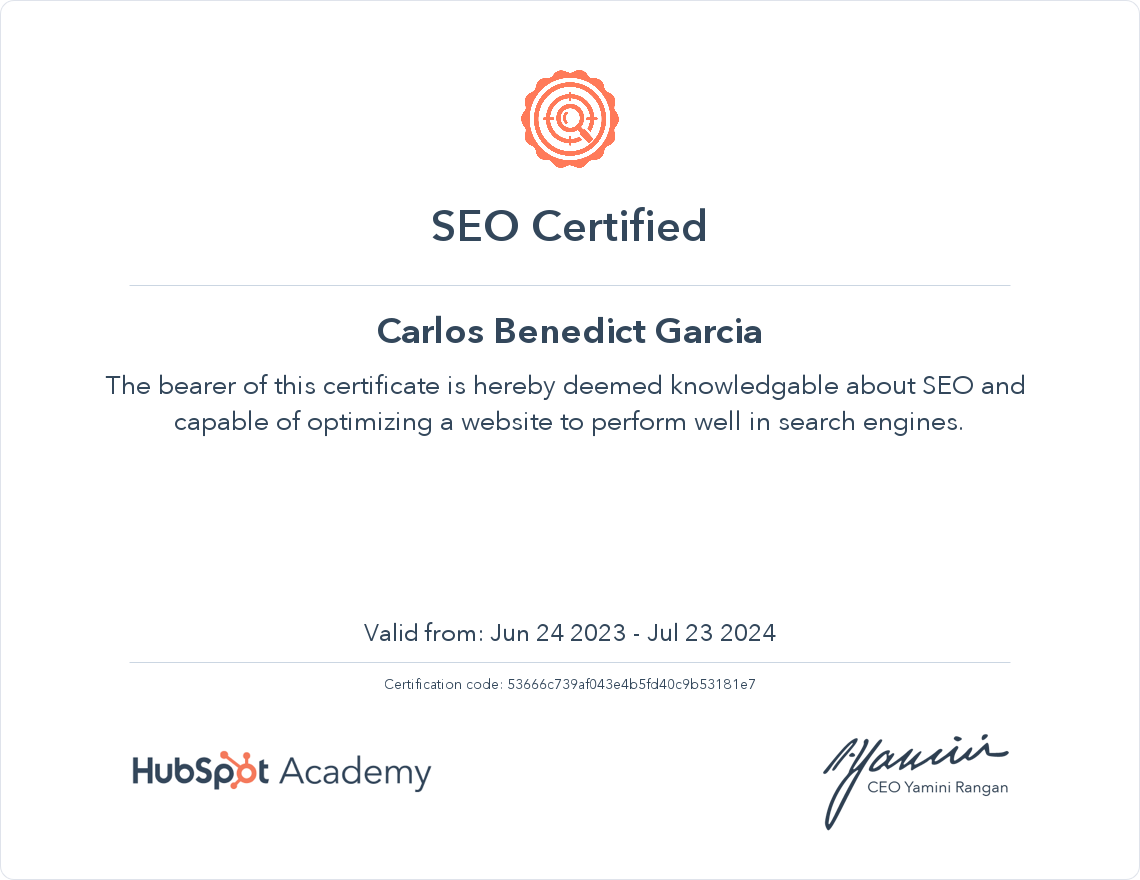 SEO Certified
Carlos Benedict Garcia
The bearer of this certificate is hereby deemed knowledgable about SEO and
capable of optimizing a website to perform well in search engines.
Valid from: Jun 24 2023 - Jul 23 2024
Certification code: 53666c739af043e4b5fd40c9b53181e7
HubSpot Academy
CEO Yamini Rangan